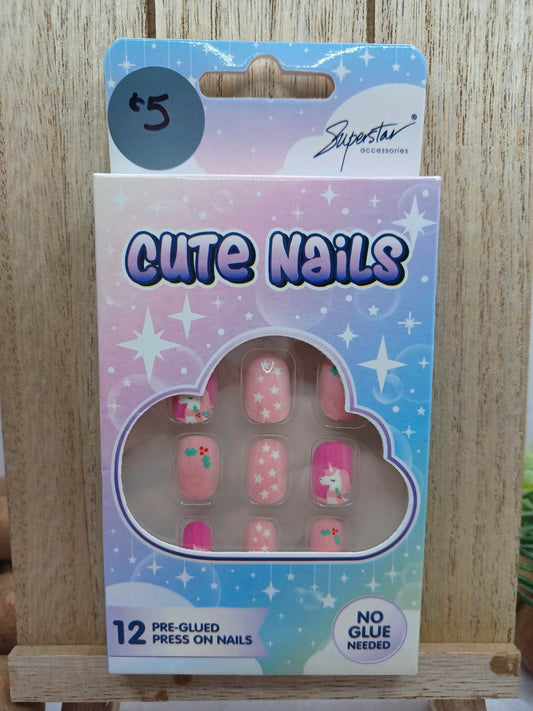 €5
Superstar®
accessories
CUTE NAILS
12 PRE-GLUED
PRESS ON NAILS
NO
GLUE
NEEDED